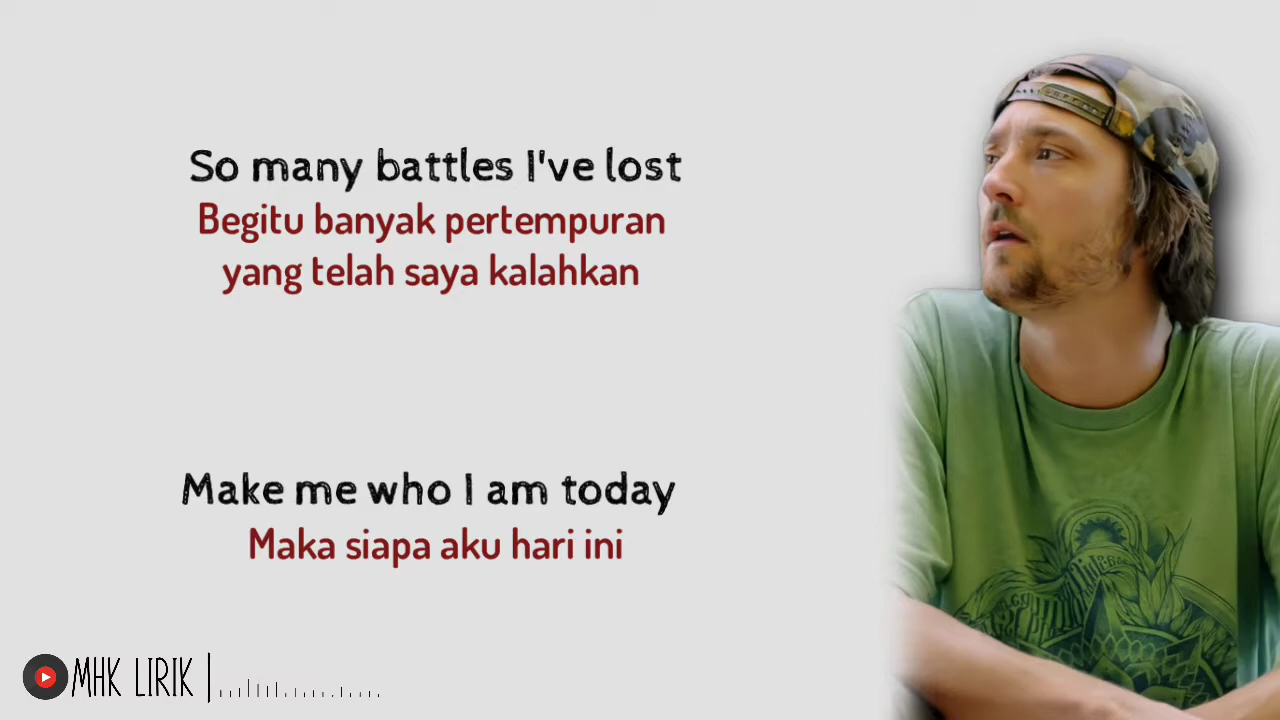 So many battles I've lost
Begitu banyak pertempuran
yang telah saya kalahkan
Make me who I am today
Maka siapa aku hari ini
MHK LIRIK